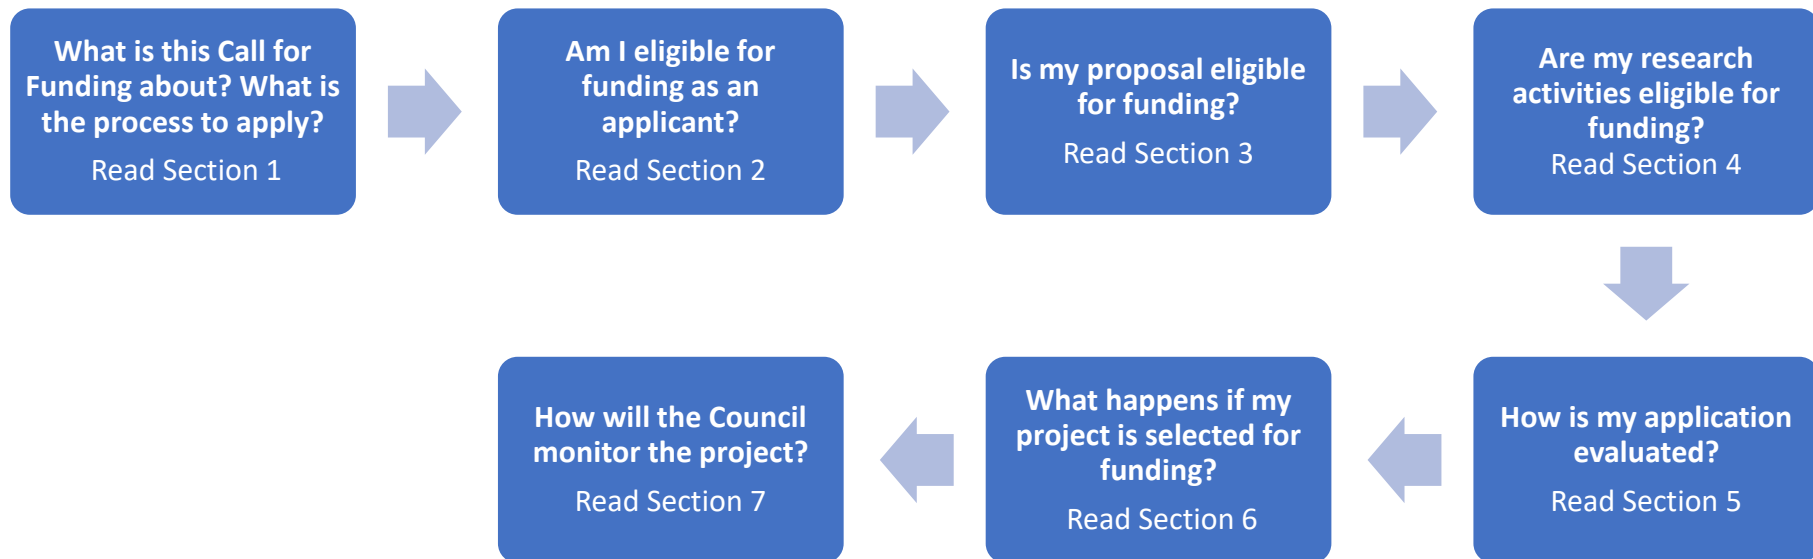 What is this Call for
Funding about? What is
the process to apply?
Read Section 1
Am I eligible for
funding as an
applicant?
Read Section 2
Is my proposal eligible
for funding?
Read Section 3
Are my research
activities eligible for
funding?
Read Section 4
How is my application
evaluated?
Read Section 5
What happens if my
project is selected for
funding?
Read Section 6
How will the Council
monitor the project?
Read Section 7